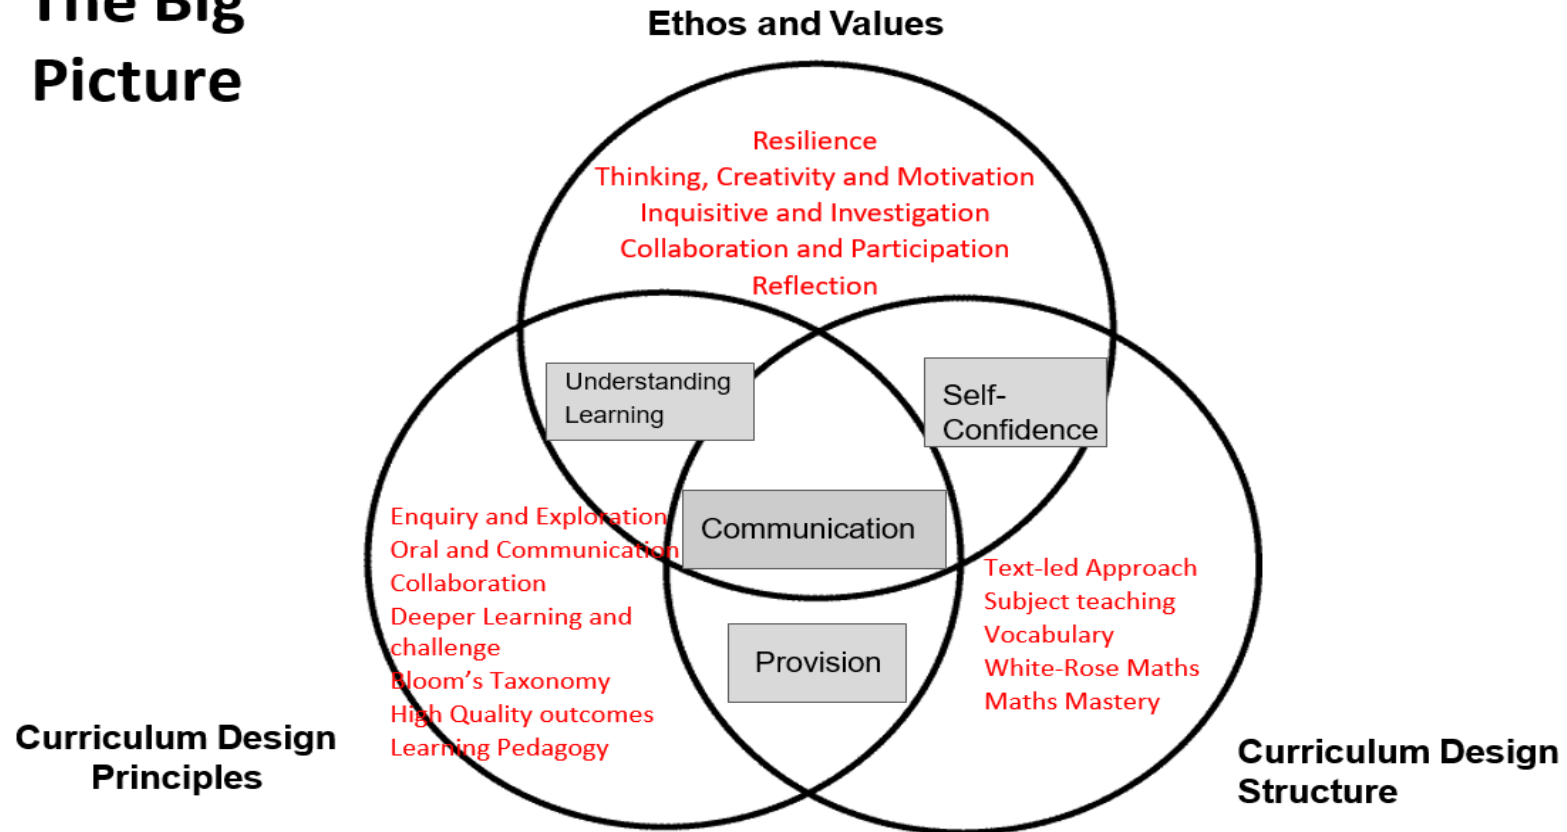 The Big
Picture
Ethos and Values
Resilience
Thinking, Creativity and Motivation
Inquisitive and Investigation
Collaboration and Participation
Reflection
Understanding
Learning
Self-
Confidence
Communication
Provision
Enquiry and Exploration
Oral and Communication
Collaboration
Deeper Learning and
challenge
Bloom’s Taxonomy
High Quality outcomes
Learning Pedagogy
Text-led Approach
Subject teaching
Vocabulary
White-Rose Maths
Maths Mastery
Curriculum Design
Principles
Curriculum Design
Structure